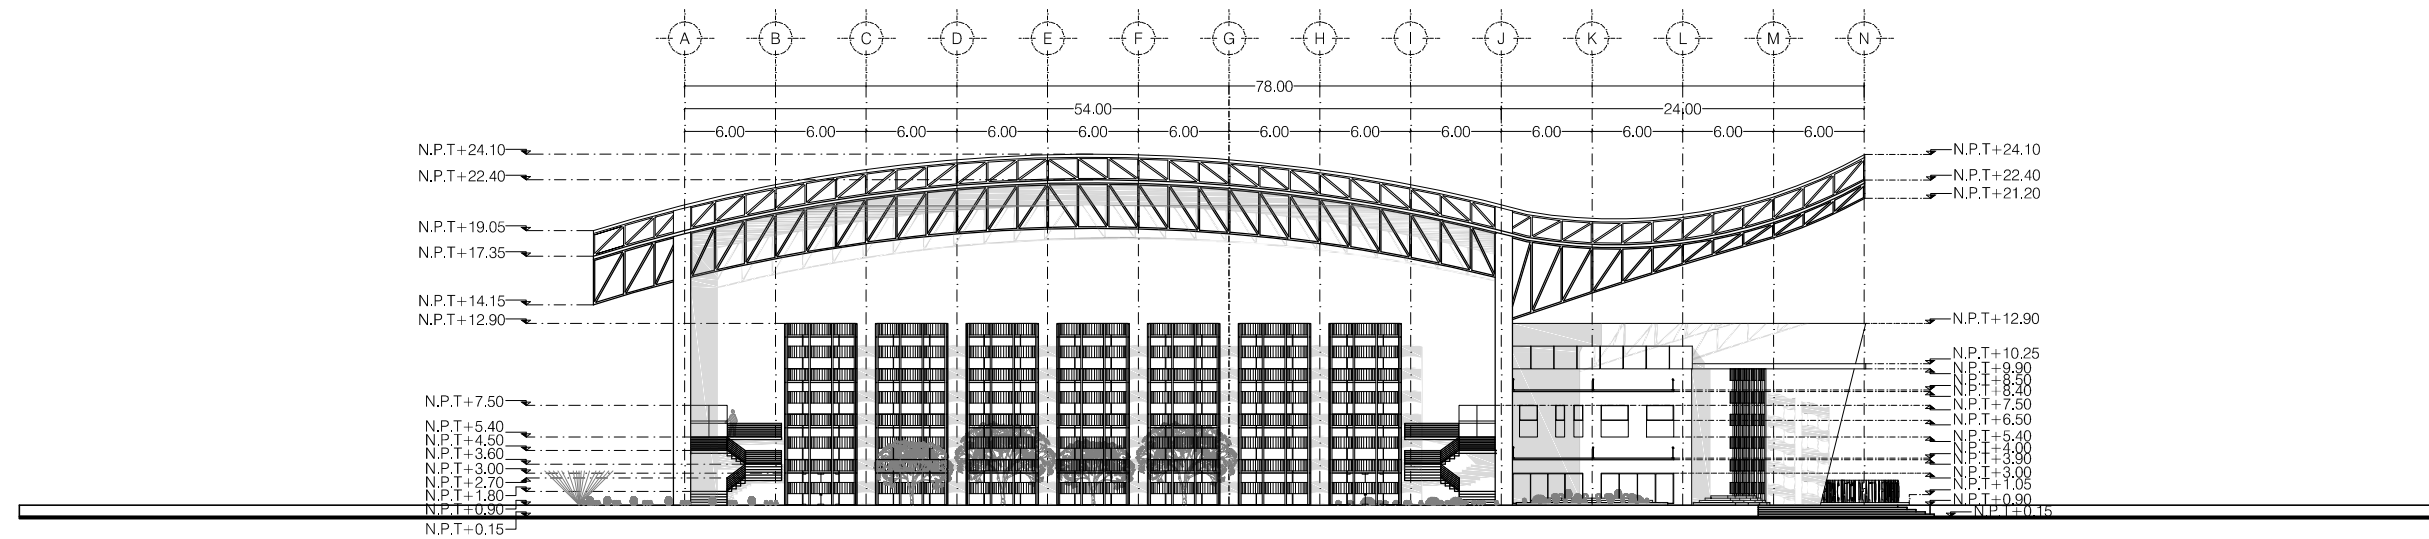 A B C D E F G H I J K L M N
78.00
54.00 24.00
6.00 6.00 6.00 6.00 6.00 6.00 6.00 6.00 6.00 6.00 6.00 6.00 6.00
N.P.T+24.10
N.P.T+22.40
N.P.T+19.05
N.P.T+17.35
N.P.T+14.15
N.P.T+12.90
N.P.T+7.50
N.P.T+5.40
N.P.T+4.50
N.P.T+3.60
N.P.T+3.00
N.P.T+2.70
N.P.T+1.80
N.P.T+0.90
N.P.T+0.15
N.P.T+24.10
N.P.T+22.40
N.P.T+21.20
N.P.T+12.90
N.P.T+10.25
N.P.T+9.90
N.P.T+8.50
N.P.T+8.40
N.P.T+7.50
N.P.T+6.50
N.P.T+5.40
N.P.T+4.00
N.P.T+3.90
N.P.T+3.00
N.P.T+1.05
N.P.T+0.90
N.P.T+0.15